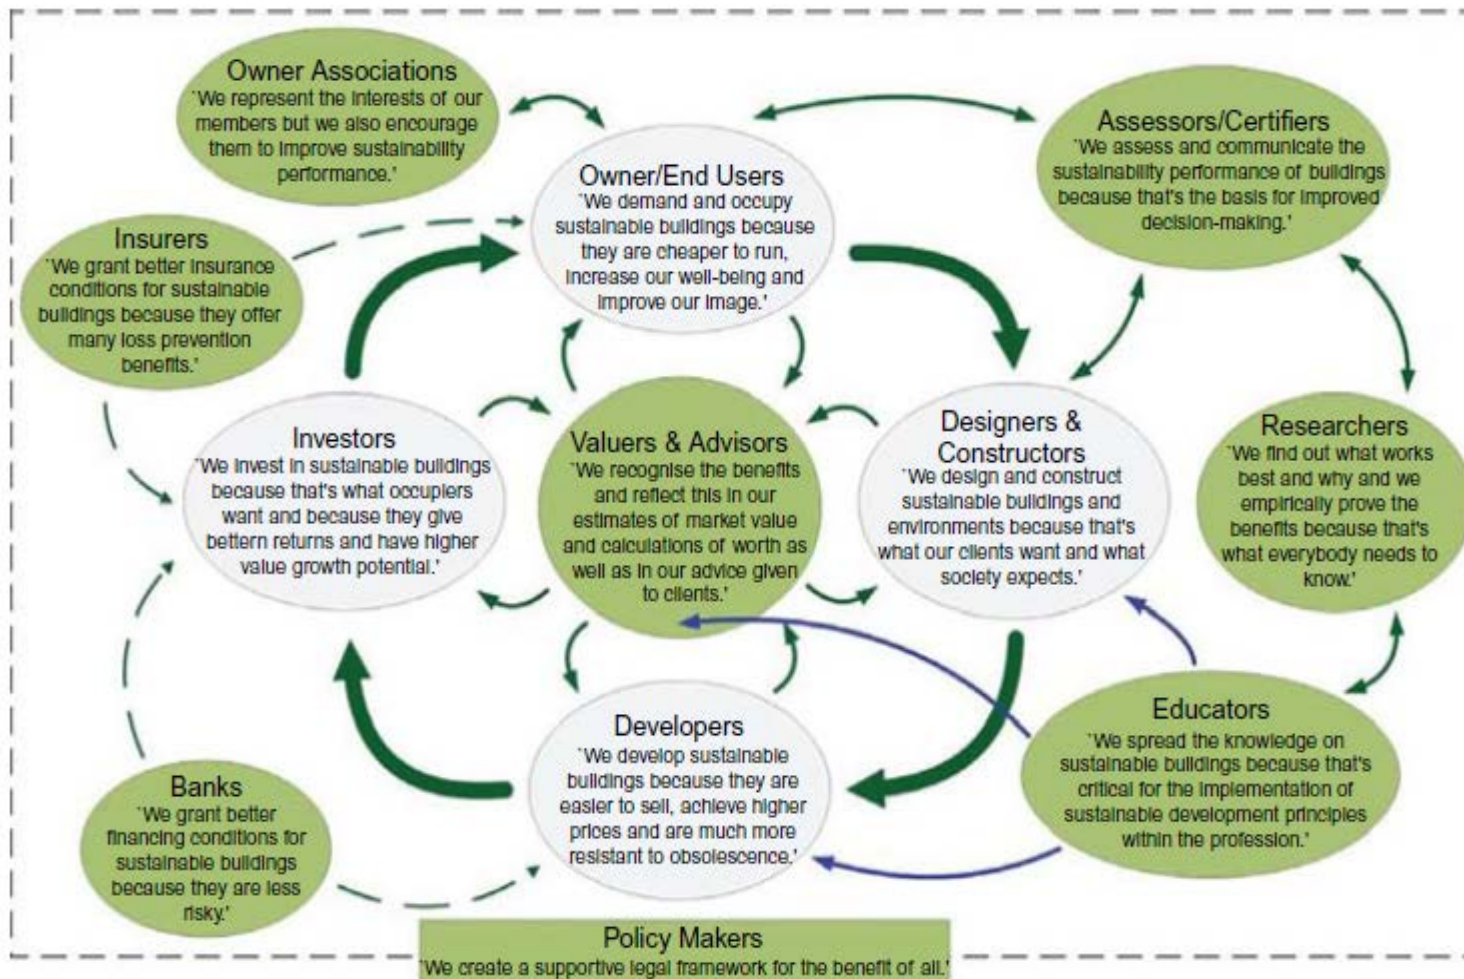 Owner Associations
`We represent the interests of our
members but we also encourage
them to improve sustainability
performance.'
Assessors/Certifiers
`We assess and communicate the
sustainability performance of buildings
because that's the basis for improved
decision-making.'
Owner/End Users
`We demand and occupy
sustainable buildings because
they are cheaper to run,
increase our well-being and
improve our image.'
Insurers
`We grant better insurance
conditions for sustainable
buildings because they offer
many loss prevention
benefits.'
Investors
`We invest in sustainable buildings
because that's what occupiers
want and because they give
bettern returns and have higher
value growth potential.'
Valuers & Advisors
`We recognise the benefits
and reflect this in our
estimates of market value
and calculations of worth as
well as in our advice given
to clients.'
Designers &
Constructors
`We design and construct
sustainable buildings and
environments because that's
what our clients want and what
society expects.'
Researchers
`We find out what works
best and why and we
empirically prove the
benefits because that's
what everybody needs to
know.'
Developers
`We develop sustainable
buildings because they are
easier to sell, achieve higher
prices and are much more
resistant to obsolescence.'
Educators
`We spread the knowledge on
sustainable buildings because that's
critical for the implementation of
sustainable development principles
within the profession.'
Banks
`We grant better
financing conditions for
sustainable buildings
because they are less
risky.'
Policy Makers
`We create a supportive legal framework for the benefit of all.'